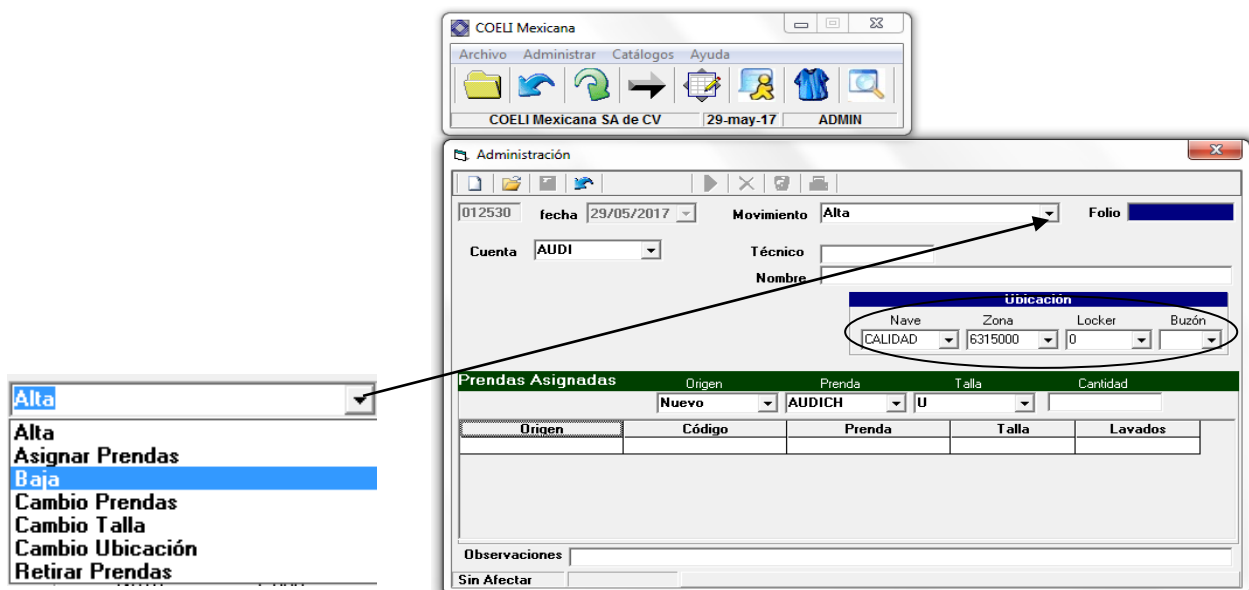 COELI Mexicana
Archivo Administrar Catálogos Ayuda
COELI Mexicana SA de CV 29-may-17 ADMIN
Administración
012530 fecha 29/05/2017 Movimiento Alta Folio
Cuenta AUDI Técnico
Nombre
Ubicación
Nave Zona Locker Buzón
CALIDAD 6315000 0
Prendas Asignadas Origen Prenda Talla Cantidad
Nuevo AUDICH U
Origen Código Prenda Talla Lavados
Observaciones
Sin Afectar
Alta
Alta
Asignar Prendas
Baja
Cambio Prendas
Cambio Talla
Cambio Ubicación
Retirar Prendas